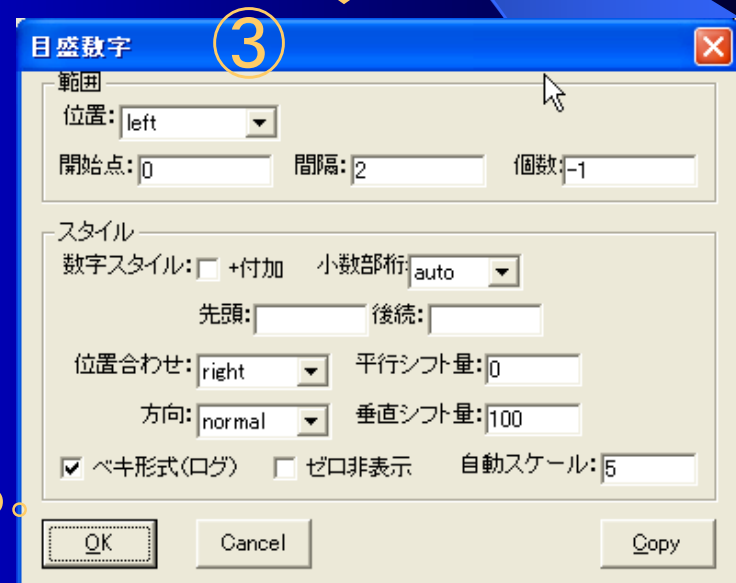 ③
目盛数字
範囲
位置: left
開始点: 0 間隔: 2 個数: -1
スタイル
数字スタイル: +付加 小数部桁: auto
先頭: 後続:
位置合わせ: right 平行シフト量: 0
方向: normal 垂直シフト量: 100
ベキ形式(ログ) ゼロ非表示 自動スケール: 5
。
OK Cancel Copy